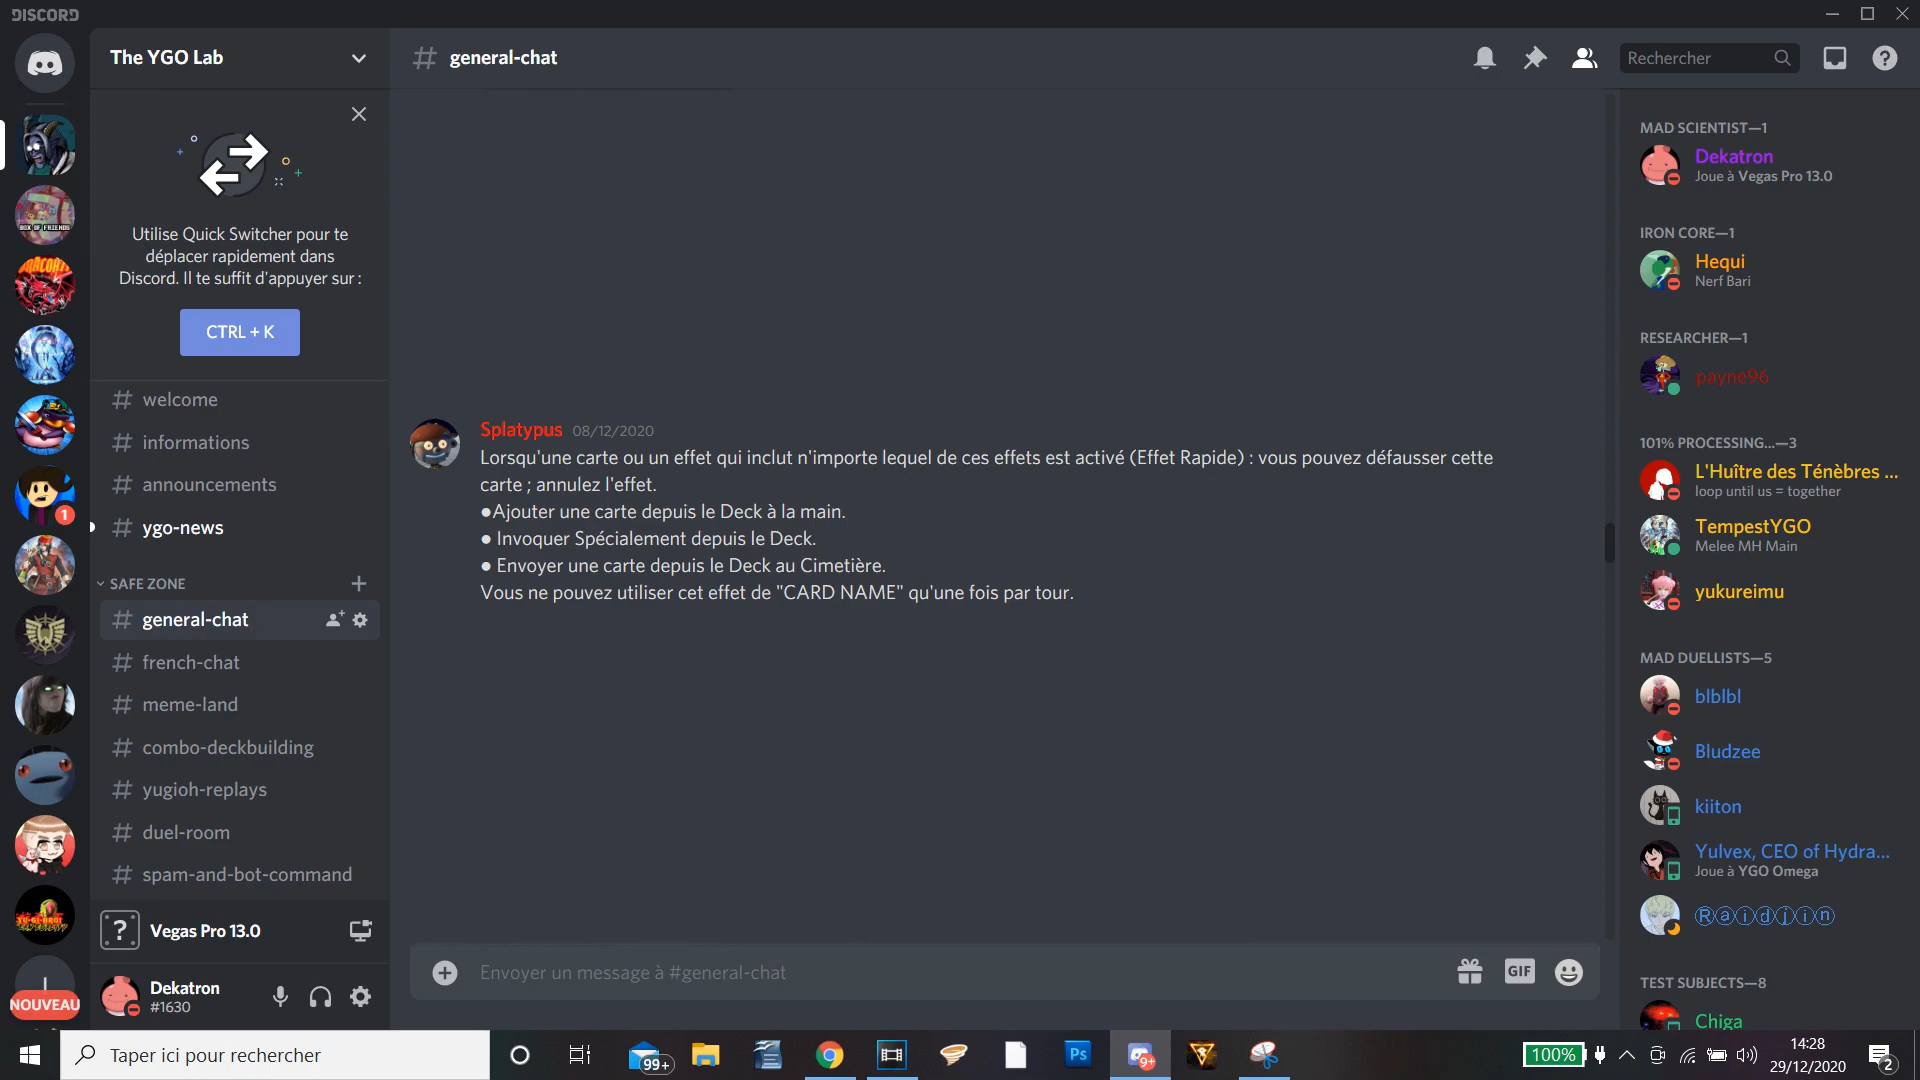 DISCORD
The YGO Lab
general-chat
Rechercher
BOX OF FRIENDS
1
Utilise Quick Switcher pour te
déplacer rapidement dans
Discord. Il te suffit d'appuyer sur :
CTRL + K
welcome
informations
announcements
ygo-news
SAFE ZONE
general-chat
french-chat
meme-land
combo-deckbuilding
yugioh-replays
duel-room
spam-and-bot-command
Vegas Pro 13.0
NOUVEAU
Dekatron
#1630
Splatypus 08/12/2020
Lorsqu'une carte ou un effet qui inclut n'importe lequel de ces effets est activé (Effet Rapide) : vous pouvez défausser cette
carte ; annulez l'effet.
●Ajouter une carte depuis le Deck à la main.
● Invoquer Spécialement depuis le Deck.
● Envoyer une carte depuis le Deck au Cimetière.
Vous ne pouvez utiliser cet effet de "CARD NAME" qu'une fois par tour.
Envoyer un message à #general-chat
GIF
MAD SCIENTIST—1
Dekatron
Joue à Vegas Pro 13.0
IRON CORE—1
Hequi
Nerf Bari
RESEARCHER—1
payne96
101% PROCESSING...—3
L'Huître des Ténèbres ...
loop until us = together
TempestYGO
Melee MH Main
yukureimu
MAD DUELLISTS—5
blblbl
Bludzee
kiiton
Yulvex, CEO of Hydra...
Joue à YGO Omega
Ⓡⓐⓘⓓⓙⓘⓝ
TEST SUBJECTS—8
Chiga
Taper ici pour rechercher
99+
Ps
9+
100%
14:28
29/12/2020
2